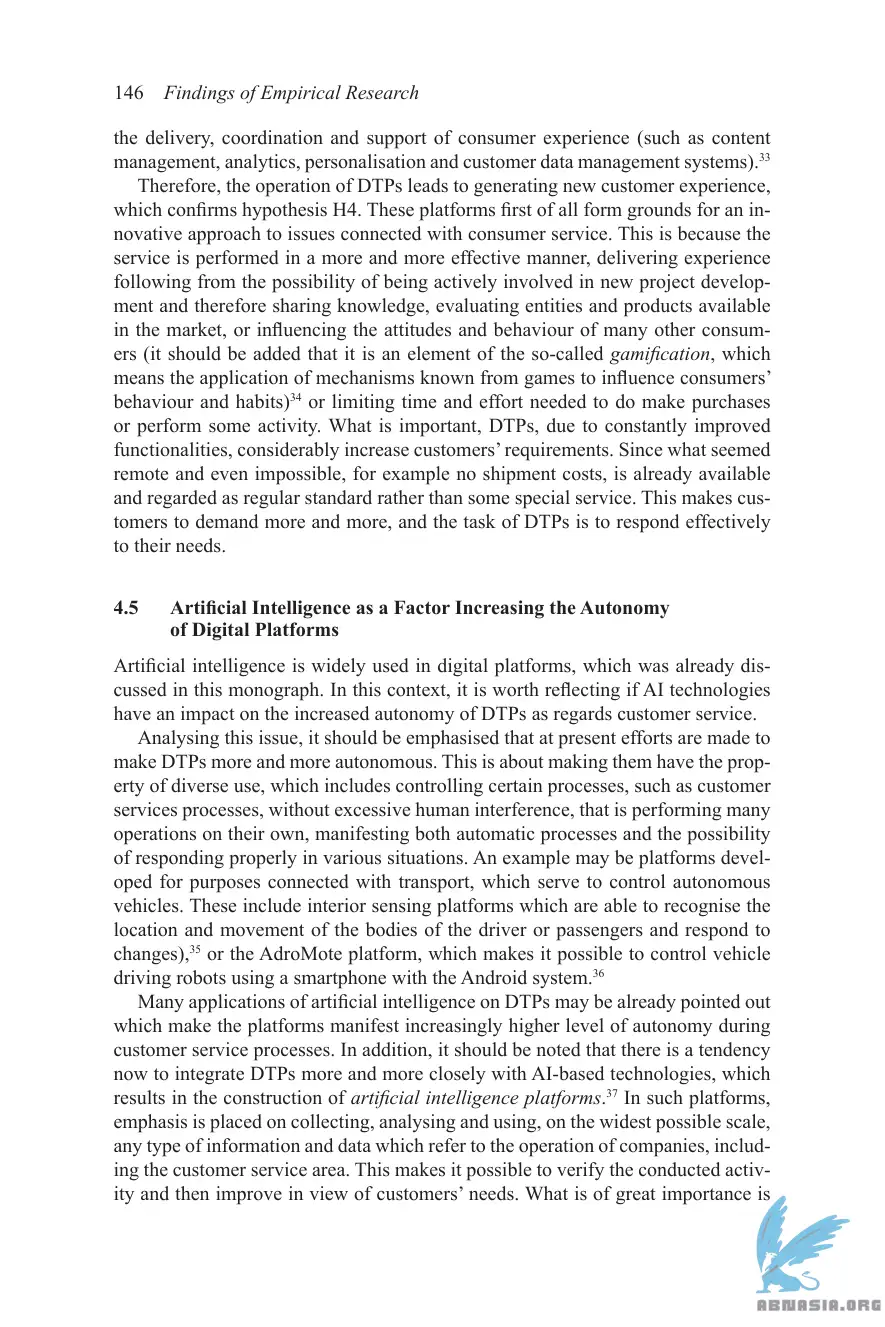 146 Findings of Empirical Research
the delivery, coordination and support of consumer experience (such as content
management, analytics, personalisation and customer data management systems).33
Therefore, the operation of DTPs leads to generating new customer experience,
which confirms hypothesis H4. These platforms first of all form grounds for an in-
novative approach to issues connected with consumer service. This is because the
service is performed in a more and more effective manner, delivering experience
following from the possibility of being actively involved in new project develop-
ment and therefore sharing knowledge, evaluating entities and products available
in the market, or influencing the attitudes and behaviour of many other consum-
ers (it should be added that it is an element of the so-called gamification, which
means the application of mechanisms known from games to influence consumers’
behaviour and habits)34 or limiting time and effort needed to do make purchases
or perform some activity. What is important, DTPs, due to constantly improved
functionalities, considerably increase customers’ requirements. Since what seemed
remote and even impossible, for example no shipment costs, is already available
and regarded as regular standard rather than some special service. This makes cus-
tomers to demand more and more, and the task of DTPs is to respond effectively
to their needs.
4.5 Artificial Intelligence as a Factor Increasing the Autonomy
of Digital Platforms
Artificial intelligence is widely used in digital platforms, which was already dis-
cussed in this monograph. In this context, it is worth reflecting if AI technologies
have an impact on the increased autonomy of DTPs as regards customer service.
Analysing this issue, it should be emphasised that at present efforts are made to
make DTPs more and more autonomous. This is about making them have the prop-
erty of diverse use, which includes controlling certain processes, such as customer
services processes, without excessive human interference, that is performing many
operations on their own, manifesting both automatic processes and the possibility
of responding properly in various situations. An example may be platforms devel-
oped for purposes connected with transport, which serve to control autonomous
vehicles. These include interior sensing platforms which are able to recognise the
location and movement of the bodies of the driver or passengers and respond to
changes),35 or the AdroMote platform, which makes it possible to control vehicle
driving robots using a smartphone with the Android system.36
Many applications of artificial intelligence on DTPs may be already pointed out
which make the platforms manifest increasingly higher level of autonomy during
customer service processes. In addition, it should be noted that there is a tendency
now to integrate DTPs more and more closely with AI-based technologies, which
results in the construction of artificial intelligence platforms.37 In such platforms,
emphasis is placed on collecting, analysing and using, on the widest possible scale,
any type of information and data which refer to the operation of companies, includ-
ing the customer service area. This makes it possible to verify the conducted activ-
ity and then improve in view of customers’ needs. What is of great importance is
ABNASIA.ORG